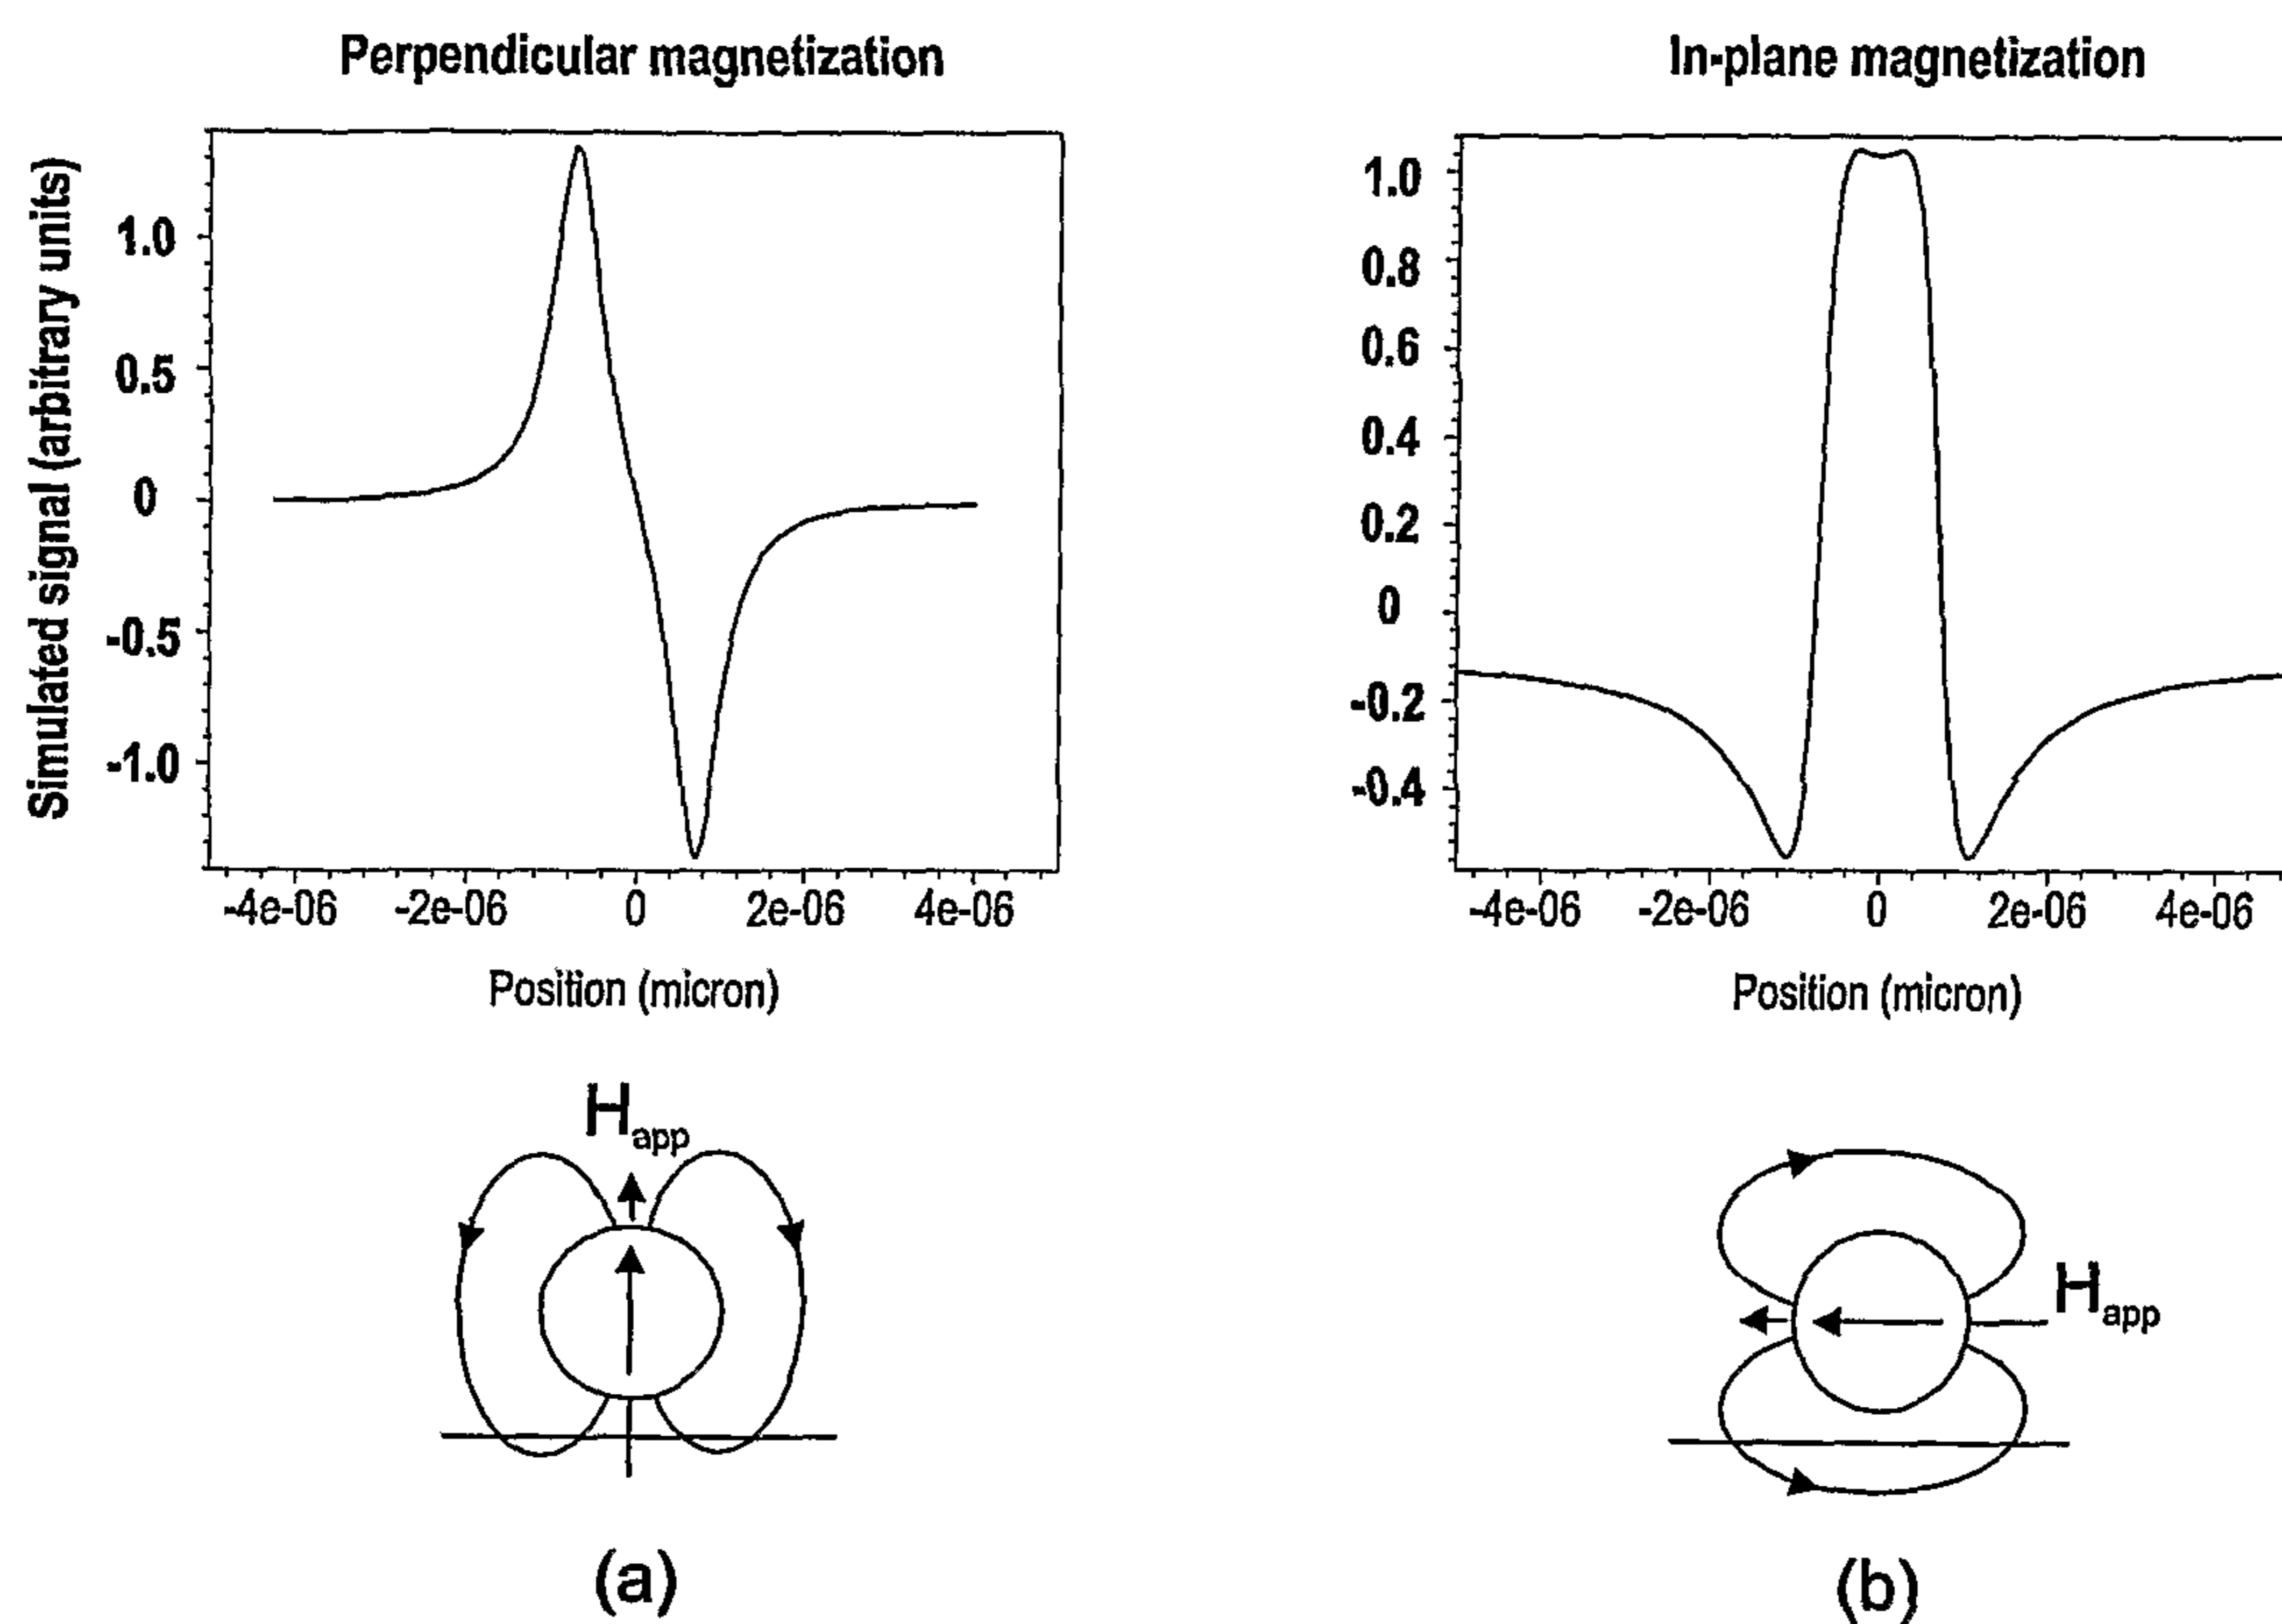 Perpendicular magnetization
Simulated signal (arbitrary units)
1.0
0.5
0
-0.5
-1.0
-4e-06 -2e-06 0 2e-06 4e-06
Position (micron)
Happ
(a)
In-plane magnetization
1.0
0.8
0.6
0.4
0.2
0
-0.2
-0.4
-4e-06 -2e-06 0 2e-06 4e-06
Position (micron)
Happ
(b)